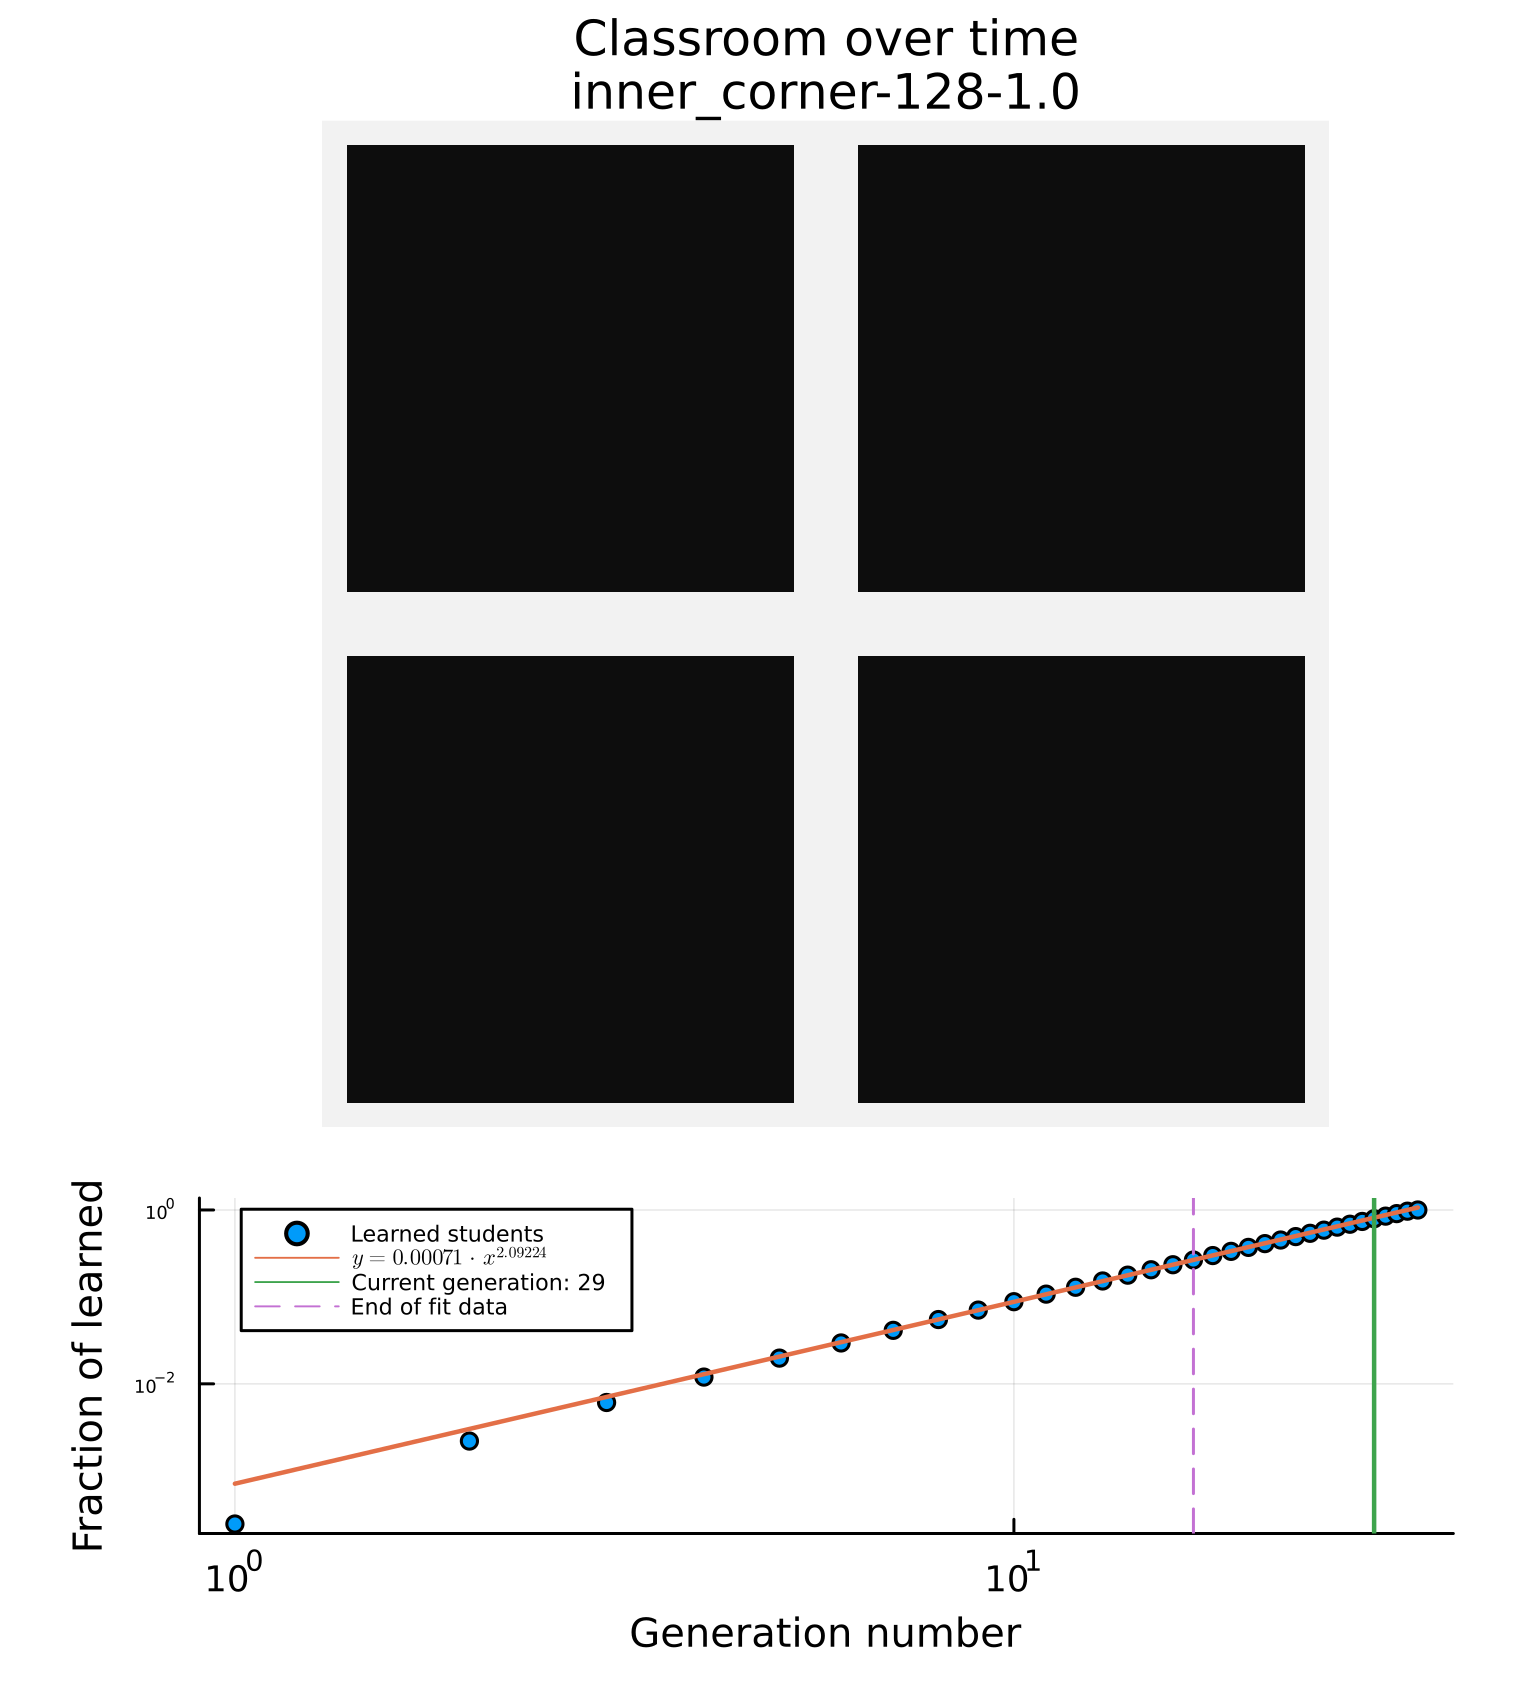 Classroom over time
inner_corner-128-1.0
Fraction of learned
10^0
10^-2
Learned students
y = 0.00071 · x^2.09224
Current generation: 29
End of fit data
10^0
10^1
Generation number